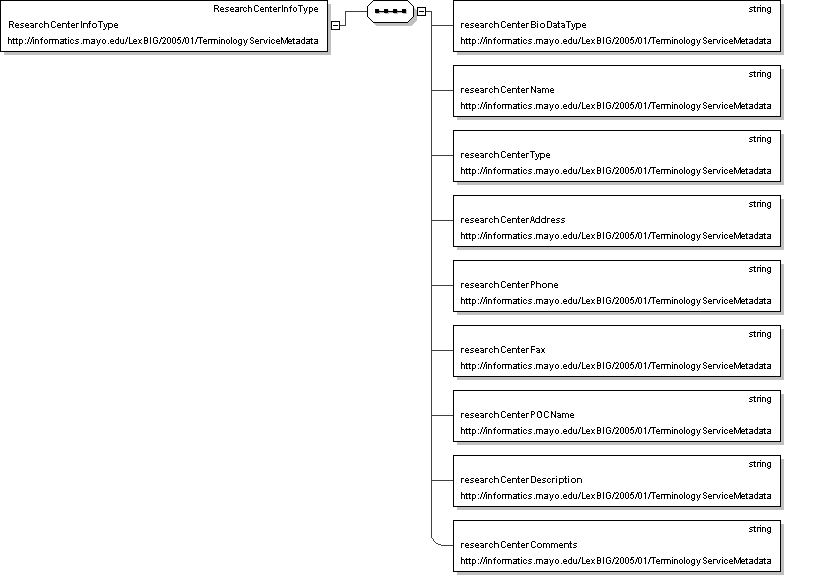 ResearchCenterInfoType
ResearchCenterInfoType
http://informatics.mayo.edu/LexBIG/2005/01/TerminologyServiceMetadata
string
researchCenterBioDataType
http://informatics.mayo.edu/LexBIG/2005/01/TerminologyServiceMetadata
string
researchCenterName
http://informatics.mayo.edu/LexBIG/2005/01/TerminologyServiceMetadata
string
researchCenterType
http://informatics.mayo.edu/LexBIG/2005/01/TerminologyServiceMetadata
string
researchCenterAddress
http://informatics.mayo.edu/LexBIG/2005/01/TerminologyServiceMetadata
string
researchCenterPhone
http://informatics.mayo.edu/LexBIG/2005/01/TerminologyServiceMetadata
string
researchCenterFax
http://informatics.mayo.edu/LexBIG/2005/01/TerminologyServiceMetadata
string
researchCenterPOCName
http://informatics.mayo.edu/LexBIG/2005/01/TerminologyServiceMetadata
string
researchCenterDescription
http://informatics.mayo.edu/LexBIG/2005/01/TerminologyServiceMetadata
string
researchCenterComments
http://informatics.mayo.edu/LexBIG/2005/01/TerminologyServiceMetadata